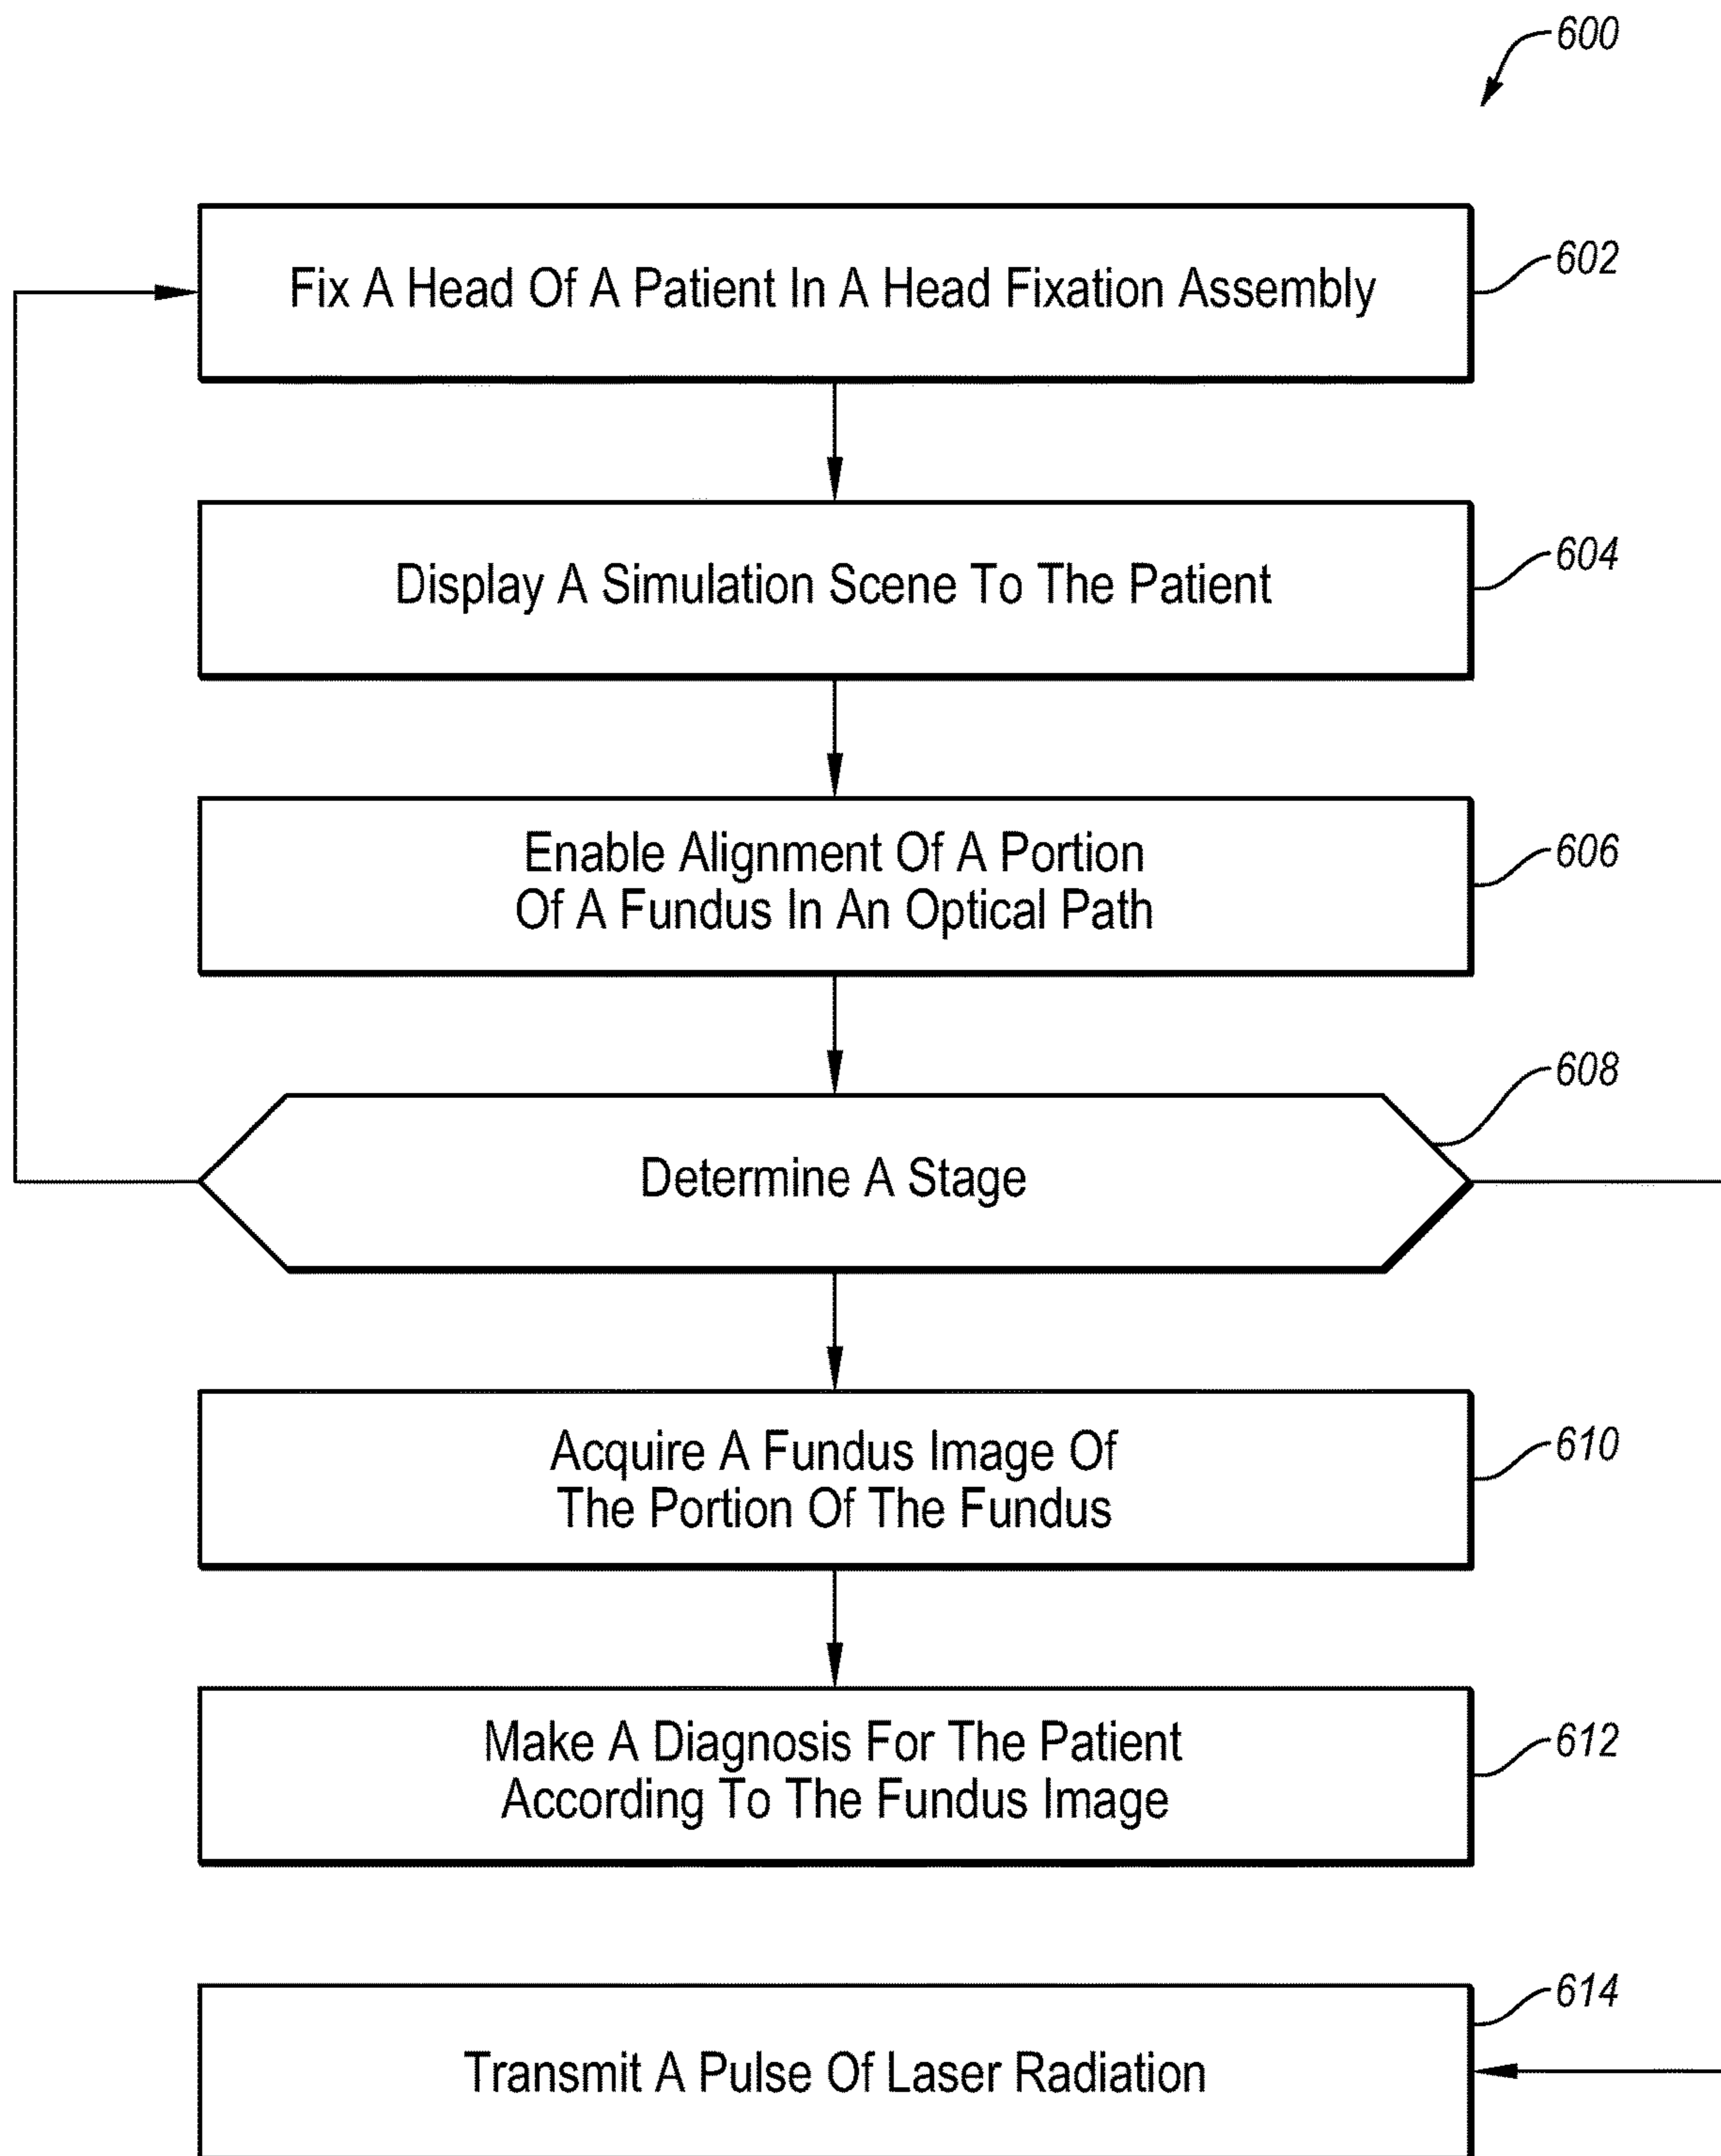 600
Fix A Head Of A Patient In A Head Fixation Assembly
602
Display A Simulation Scene To The Patient
604
Enable Alignment Of A Portion
Of A Fundus In An Optical Path
606
Determine A Stage
608
Acquire A Fundus Image Of
The Portion Of The Fundus
610
Make A Diagnosis For The Patient
According To The Fundus Image
612
Transmit A Pulse Of Laser Radiation
614